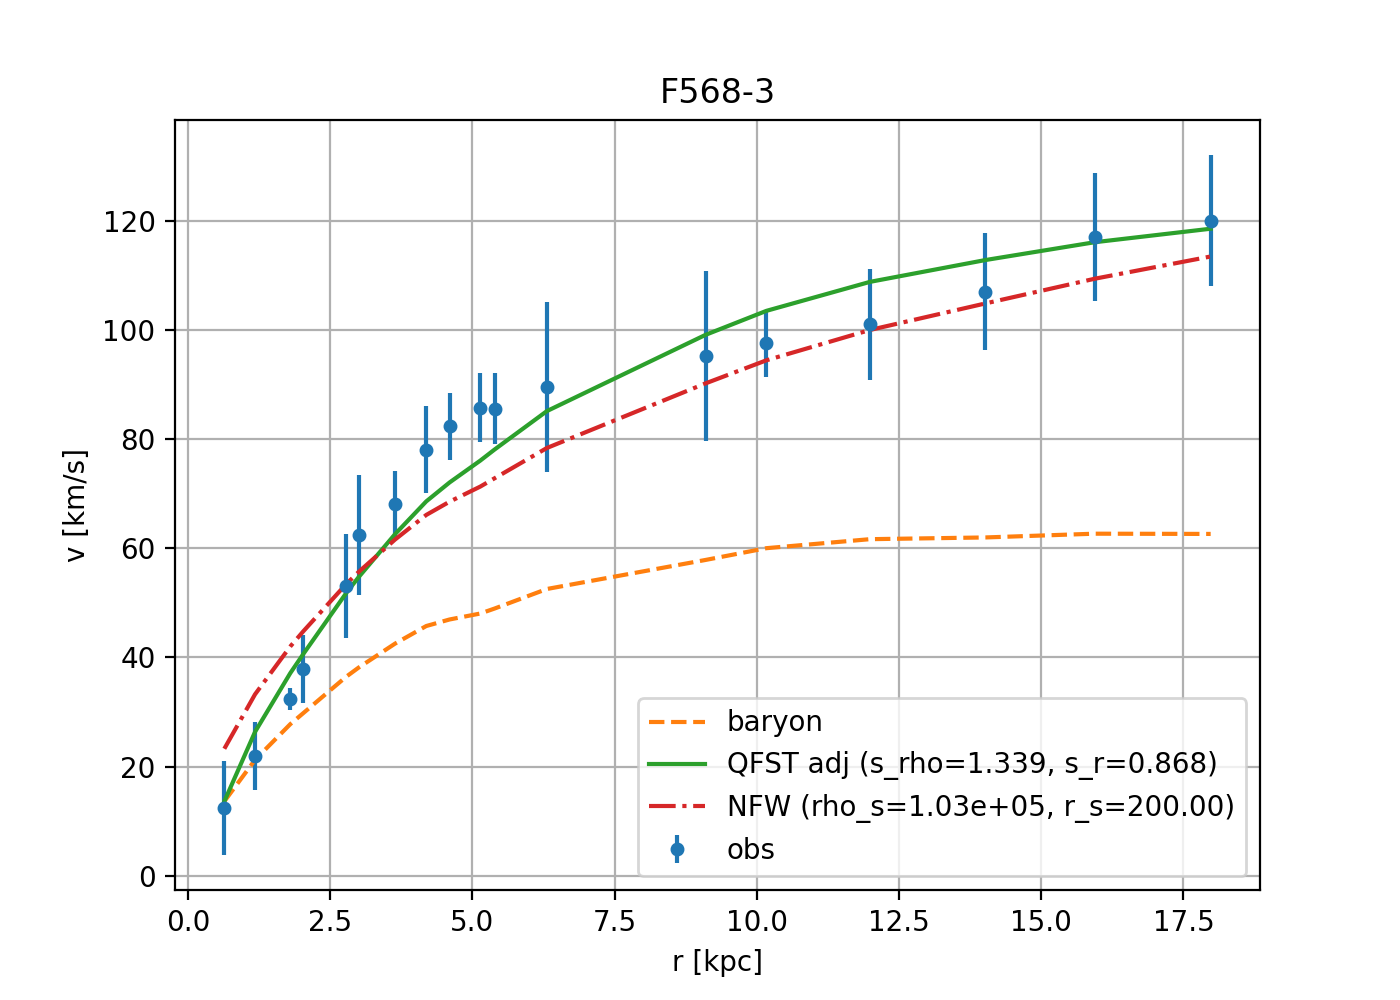 F568-3
v [km/s]
120
100
80
60
40
20
0
baryon
QFST adj (s_rho=1.339, s_r=0.868)
NFW (rho_s=1.03e+05, r_s=200.00)
obs
0.0 2.5 5.0 7.5 10.0 12.5 15.0 17.5
r [kpc]